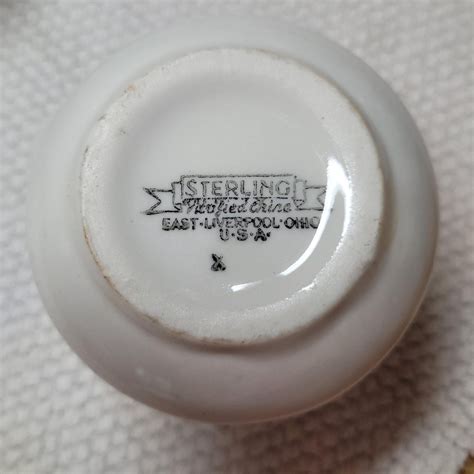 STERLING
Vitrified China
EAST·LIVERPOOL·OHIO
U·S·A·
X